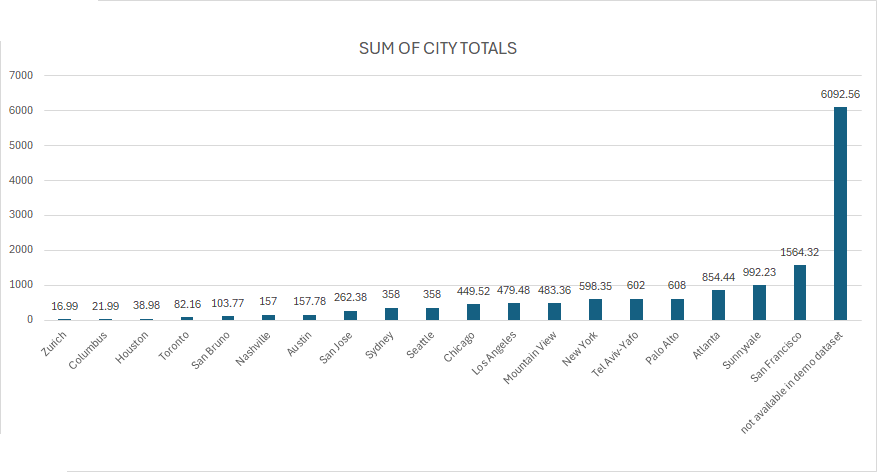 SUM OF CITY TOTALS
7000
6000
5000
4000
3000
2000
1000
0
16.99
21.99
38.98
82.16
103.77
157
157.78
262.38
358
358
449.52
479.48
483.36
598.35
602
608
854.44
992.23
1564.32
6092.56
Zurich
Columbus
Houston
Toronto
San Bruno
Nashville
Austin
San Jose
Sydney
Seattle
Chicago
Los Angeles
Mountain View
New York
Tel Aviv-Yafo
Palo Alto
Atlanta
Sunnyvale
San Francisco
not available in demo dataset